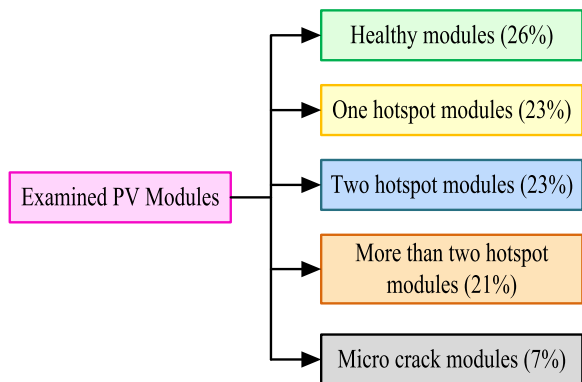 Healthy modules (26%)
One hotspot modules (23%)
Examined PV Modules
Two hotspot modules (23%)
More than two hotspot
modules (21%)
Micro crack modules (7%)